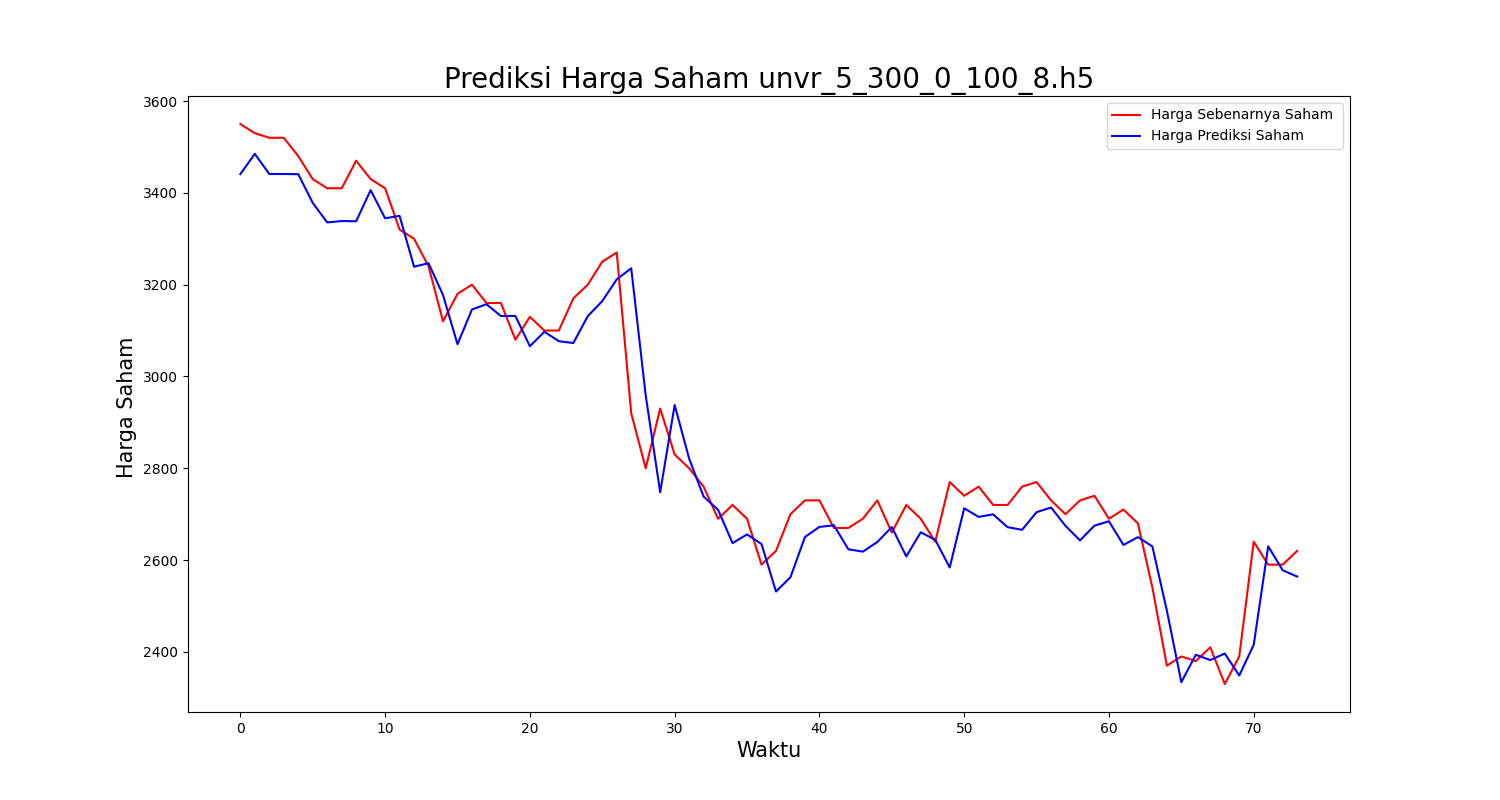 Prediksi Harga Saham unvr_5_300_0_100_8.h5
Harga Sebenarnya Saham
Harga Prediksi Saham
Harga Saham
3600
3400
3200
3000
2800
2600
2400
0 10 20 30 40 50 60 70
Waktu